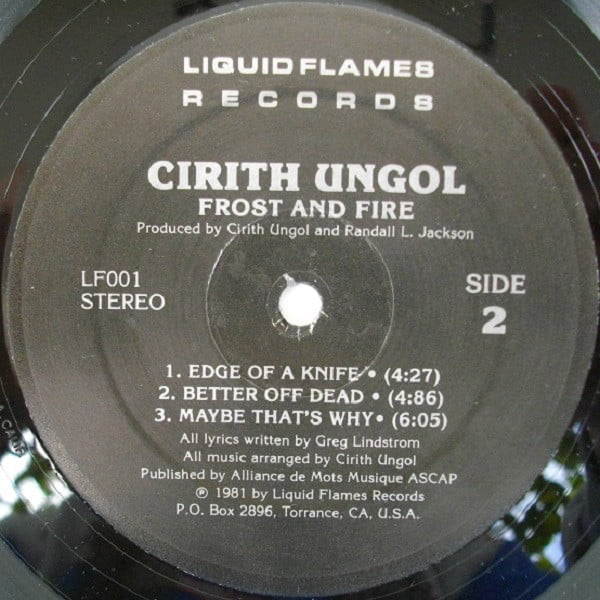 LIQUID FLAMES
RECORDS
CIRITH UNGOL
FROST AND FIRE
Produced by Cirith Ungol and Randall L. Jackson
LF001
STEREO
SIDE
2
1. EDGE OF A KNIFE • (4:27)
2. BETTER OFF DEAD • (4:86)
3. MAYBE THAT'S WHY • (6:05)
All lyrics written by Greg Lindstrom
All music arranged by Cirith Ungol
Published by Alliance de Mots Musique ASCAP
℗ 1981 by Liquid Flames Records
P.O. Box 2896, Torrance, CA, U.S.A.